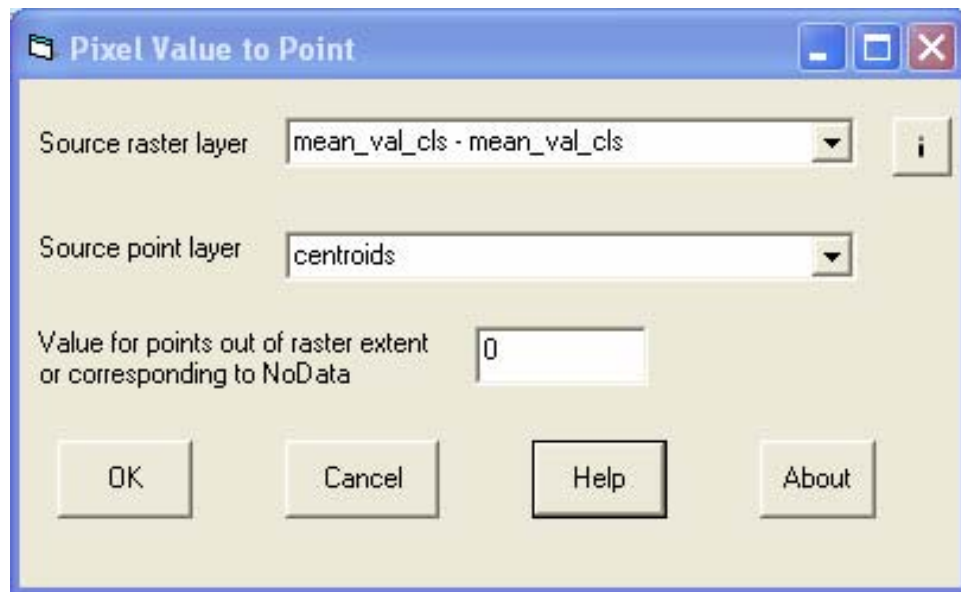 Pixel Value to Point
Source raster layer
mean_val_cls - mean_val_cls
i
Source point layer
centroids
Value for points out of raster extent
or corresponding to NoData
0
OK
Cancel
Help
About